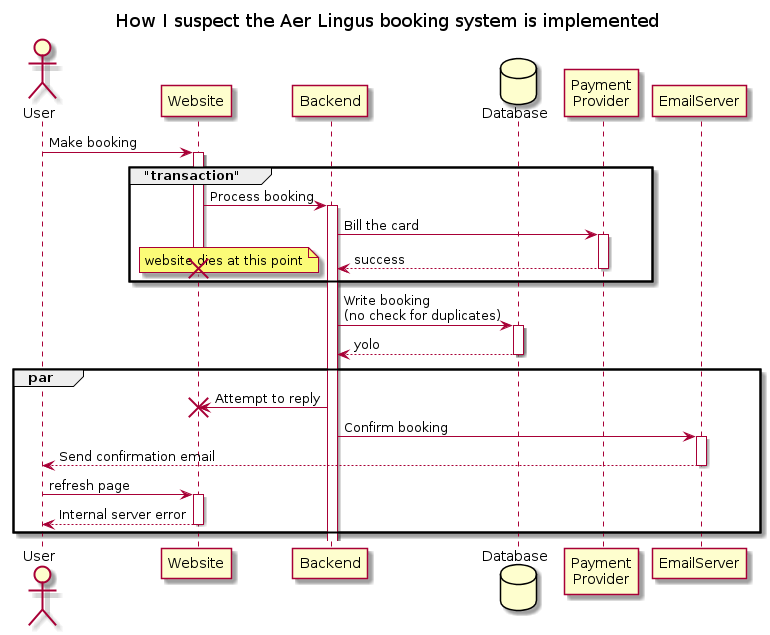 How I suspect the Aer Lingus booking system is implemented
User
Website
Backend
Database
Payment
Provider
EmailServer
Make booking
"transaction"
Process booking
Bill the card
website dies at this point
success
Write booking
(no check for duplicates)
yolo
par
Attempt to reply
Confirm booking
Send confirmation email
refresh page
Internal server error
User
Website
Backend
Database
Payment
Provider
EmailServer